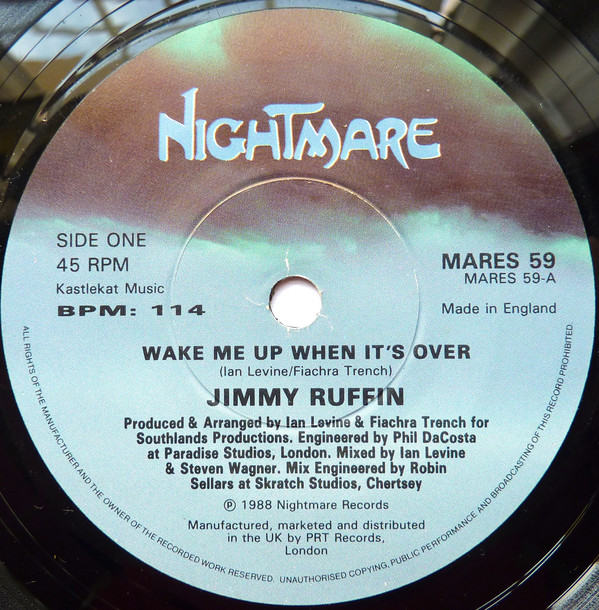 NIGHTMARE
SIDE ONE
45 RPM
Kastlekat Music
BPM: 114
MARES 59
MARES 59-A
Made in England
WAKE ME UP WHEN IT'S OVER
(Ian Levine/Fiachra Trench)
JIMMY RUFFIN
Produced & Arranged by Ian Levine & Fiachra Trench for
Southlands Productions. Engineered by Phil DaCosta
at Paradise Studios, London. Mixed by Ian Levine
& Steven Wagner. Mix Engineered by Robin
Sellars at Skratch Studios, Chertsey
℗ 1988 Nightmare Records
Manufactured, marketed and distributed
in the UK by PRT Records,
London
ALL RIGHTS OF THE MANUFACTURER AND THE OWNER OF THE RECORDED WORK RESERVED. UNAUTHORISED COPYING, PUBLIC PERFORMANCE AND BROADCASTING OF THIS RECORD PROHIBITED.